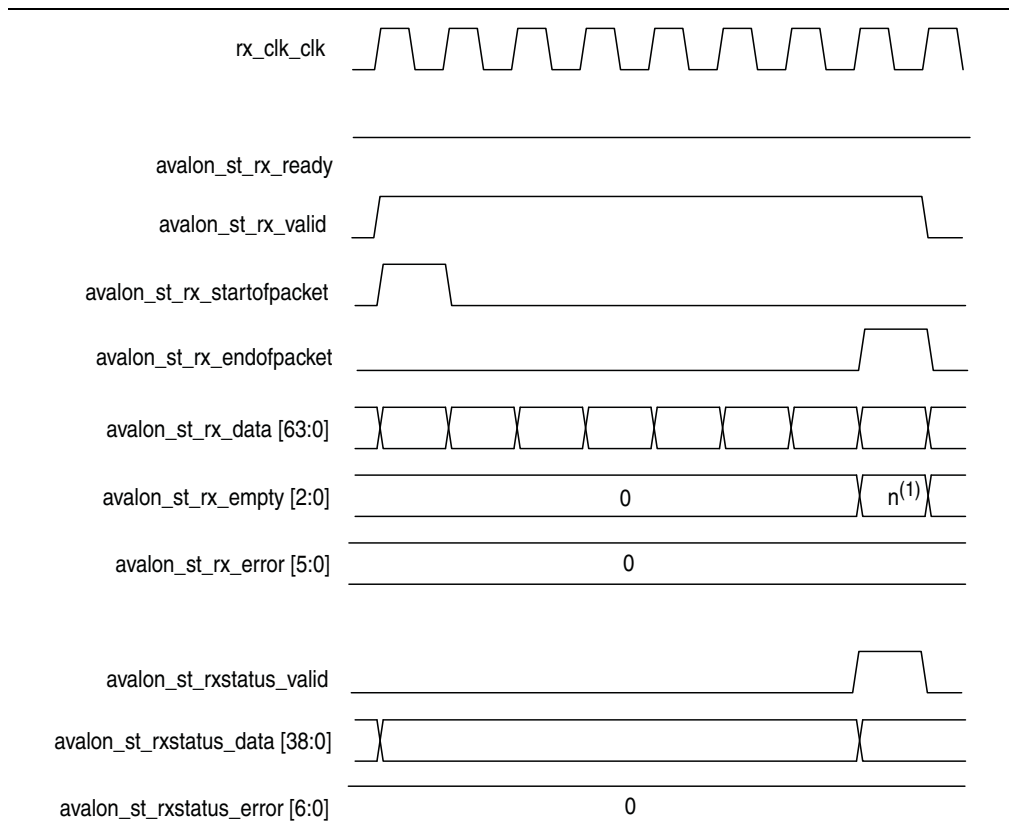 rx_clk_clk
avalon_st_rx_ready
avalon_st_rx_valid
avalon_st_rx_startofpacket
avalon_st_rx_endofpacket
avalon_st_rx_data [63:0]
avalon_st_rx_empty [2:0] 0 n(1)
avalon_st_rx_error [5:0] 0
avalon_st_rxstatus_valid
avalon_st_rxstatus_data [38:0]
avalon_st_rxstatus_error [6:0] 0